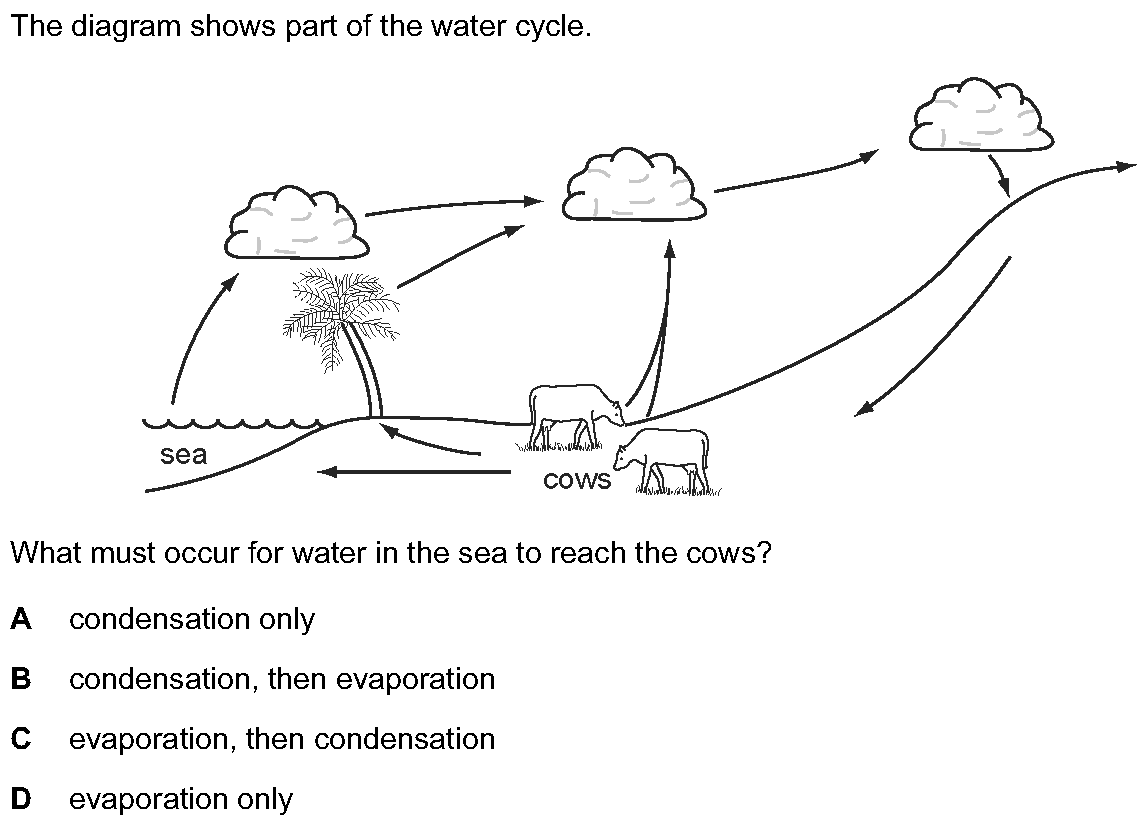 The diagram shows part of the water cycle.
sea
cows
What must occur for water in the sea to reach the cows?
A condensation only
B condensation, then evaporation
C evaporation, then condensation
D evaporation only